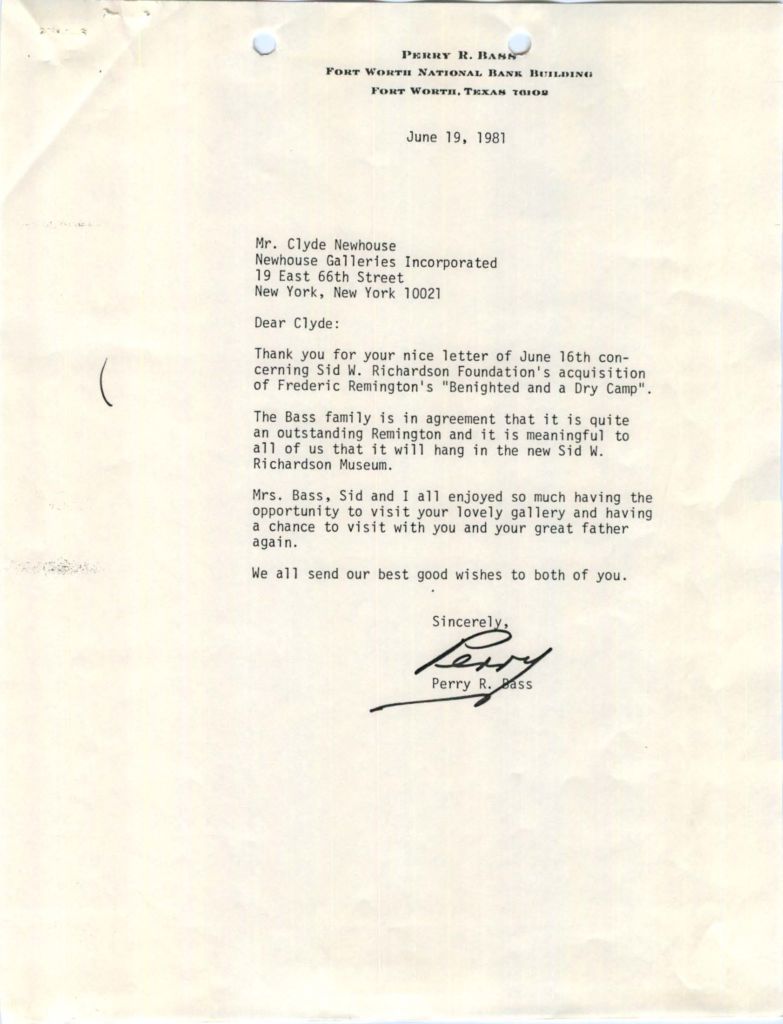 PERRY R. BASS
FORT WORTH NATIONAL BANK BUILDING
FORT WORTH, TEXAS 76102
June 19, 1981
Mr. Clyde Newhouse
Newhouse Galleries Incorporated
19 East 66th Street
New York, New York 10021
Dear Clyde:
Thank you for your nice letter of June 16th con-
cerning Sid W. Richardson Foundation's acquisition
of Frederic Remington's "Benighted and a Dry Camp".
The Bass family is in agreement that it is quite
an outstanding Remington and it is meaningful to
all of us that it will hang in the new Sid W.
Richardson Museum.
Mrs. Bass, Sid and I all enjoyed so much having the
opportunity to visit your lovely gallery and having
a chance to visit with you and your great father
again.
We all send our best good wishes to both of you.
Sincerely,
Perry
Perry R. Bass